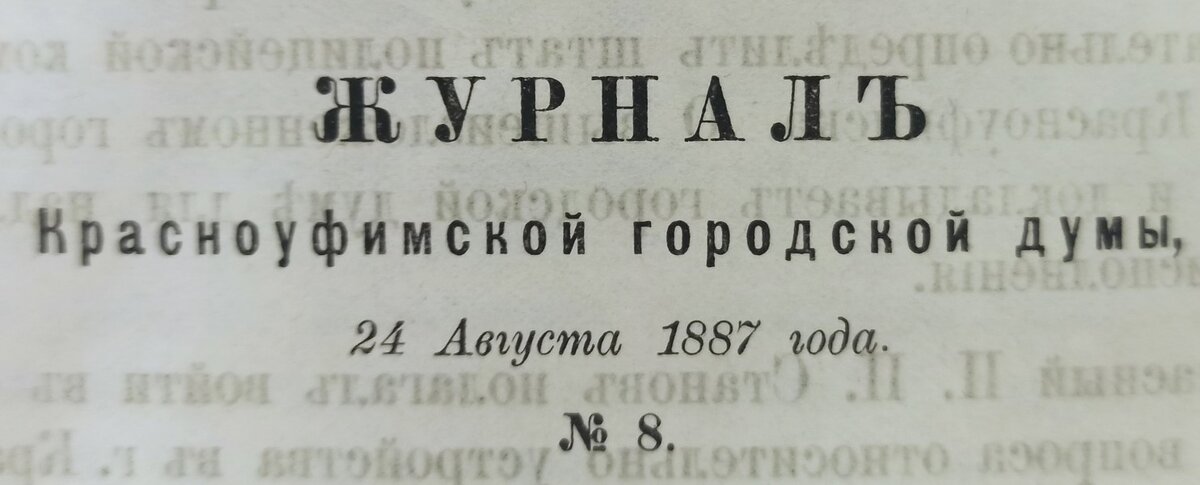 ЖУРНАЛЪ
Красноуфимской городской думы,
24 Августа 1887 года.
№ 8.